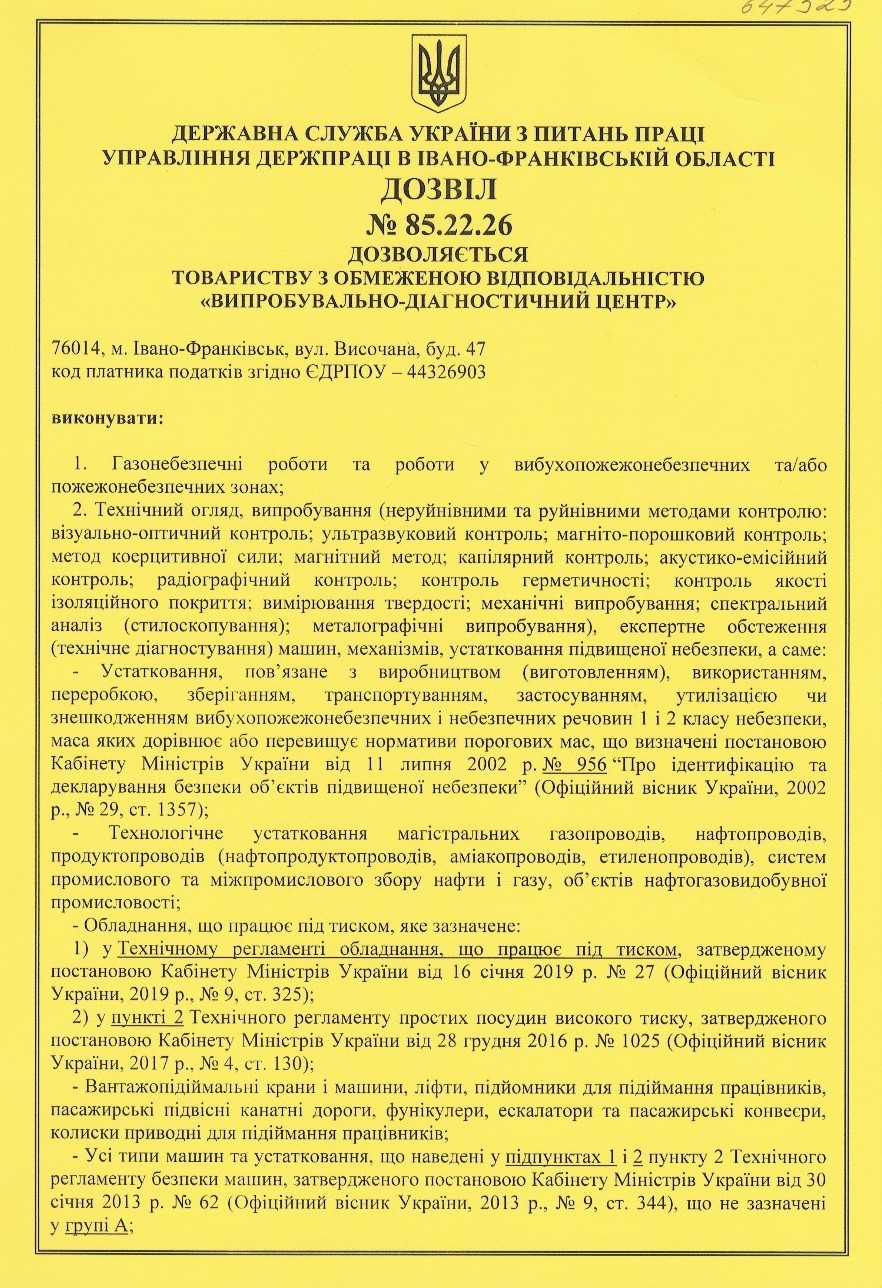 ДЕРЖАВНА СЛУЖБА УКРАЇНИ З ПИТАНЬ ПРАЦІ
УПРАВЛІННЯ ДЕРЖПРАЦІ В ІВАНО-ФРАНКІВСЬКІЙ ОБЛАСТІ
ДОЗВІЛ
№ 85.22.26
ДОЗВОЛЯЄТЬСЯ
ТОВАРИСТВУ З ОБМЕЖЕНОЮ ВІДПОВІДАЛЬНІСТЮ
«ВИПРОБУВАЛЬНО-ДІАГНОСТИЧНИЙ ЦЕНТР»
76014, м. Івано-Франківськ, вул. Височана, буд. 47
код платника податків згідно ЄДРПОУ – 44326903
виконувати:
1. Газонебезпечні роботи та роботи у вибухопожежонебезпечних та/або
пожежонебезпечних зонах;
2. Технічний огляд, випробування (неруйнівними та руйнівними методами контролю:
візуально-оптичний контроль; ультразвуковий контроль; магніто-порошковий контроль;
метод коерцитивної сили; магнітний метод; капілярний контроль; акустико-емісійний
контроль; радіографічний контроль; контроль герметичності; контроль якості
ізоляційного покриття; вимірювання твердості; механічні випробування; спектральний
аналіз (стилоскопування); металографічні випробування), експертне обстеження
(технічне діагностування) машин, механізмів, устатковання підвищеної небезпеки, а саме:
- Устатковання, пов’язане з виробництвом (виготовленням), використанням,
переробкою, зберіганням, транспортуванням, застосуванням, утилізацією чи
знешкодженням вибухопожежонебезпечних і небезпечних речовин 1 і 2 класу небезпеки,
маса яких дорівнює або перевищує нормативи порогових мас, що визначені постановою
Кабінету Міністрів України від 11 липня 2002 р. № 956 “Про ідентифікацію та
декларування безпеки об’єктів підвищеної небезпеки” (Офіційний вісник України, 2002
р., № 29, ст. 1357);
- Технологічне устатковання магістральних газопроводів, нафтопроводів,
продуктопроводів (нафтопродуктопроводів, аміакопроводів, етиленопроводів), систем
промислового та міжпромислового збору нафти і газу, об’єктів нафтогазовидобувної
промисловості;
- Обладнання, що працює під тиском, яке зазначене:
1) у Технічному регламенті обладнання, що працює під тиском, затвердженому
постановою Кабінету Міністрів України від 16 січня 2019 р. № 27 (Офіційний вісник
України, 2019 р., № 9, ст. 325);
2) у пункті 2 Технічного регламенту простих посудин високого тиску, затвердженого
постановою Кабінету Міністрів України від 28 грудня 2016 р. № 1025 (Офіційний вісник
України, 2017 р., № 4, ст. 130);
- Вантажопідіймальні крани і машини, ліфти, підйомники для підіймання працівників,
пасажирські підвісні канатні дороги, фунікулери, ескалатори та пасажирські конвеєри,
колиски приводні для підіймання працівників;
- Усі типи машин та устатковання, що наведені у підпунктах 1 і 2 пункту 2 Технічного
регламенту безпеки машин, затвердженого постановою Кабінету Міністрів України від 30
січня 2013 р. № 62 (Офіційний вісник України, 2013 р., № 9, ст. 344), що не зазначені
у групі А;